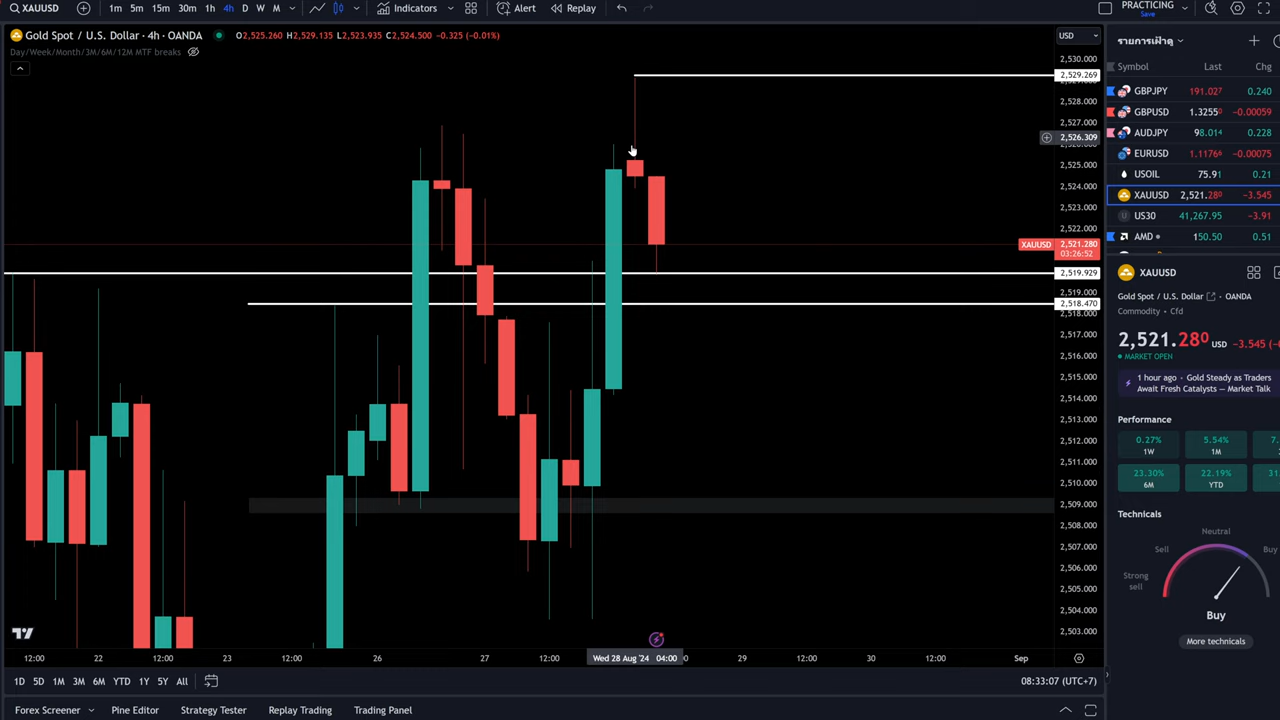 XAUUSD 1m 5m 15m 30m 1h 4h D W M Indicators Alert Replay PRACTICING
Save
Gold Spot / U.S. Dollar · 4h · OANDA O2,525.260 H2,529.135 L2,523.935 C2,524.500 -0.325 (-0.01%)
Day/Week/Month/3M/6M/12M MTF breaks
USD
2,530.000
2,529.269
2,528.000
2,527.000
2,526.309
2,525.000
2,524.000
2,523.000
2,522.000
XAUUSD 2,521.280
03:26:52
2,519.929
2,519.000
2,518.470
2,518.000
2,517.000
2,516.000
2,515.000
2,514.000
2,513.000
2,512.000
2,511.000
2,510.000
2,509.000
2,508.000
2,507.000
2,506.000
2,505.000
2,504.000
2,503.000
12:00 22 12:00 23 12:00 26 27 12:00 Wed 28 Aug '24 04:00 29 12:00 30 12:00 Sep
1D 5D 1M 3M 6M YTD 1Y 5Y All 08:33:07 (UTC+7)
Forex Screener Pine Editor Strategy Tester Replay Trading Trading Panel
รายการเฝ้าดู
Symbol Last Chg
GBPJPY 191.027 0.240
GBPUSD 1.32550 -0.00059
AUDJPY 98.014 0.228
EURUSD 1.11766 -0.00075
USOIL 75.91 0.21
XAUUSD 2,521.280 -3.545
US30 41,267.95 -3.91
AMD 150.50 0.51
XAUUSD
Gold Spot / U.S. Dollar · OANDA
Commodity · Cfd
2,521.280 USD −3.545
MARKET OPEN
1 hour ago · Gold Steady as Traders
Await Fresh Catalysts — Market Talk
Performance
0.27% 5.54%
1W 1M
23.30% 22.19%
6M YTD
Technicals
Neutral
Sell Buy
Strong
sell
Buy
More technicals